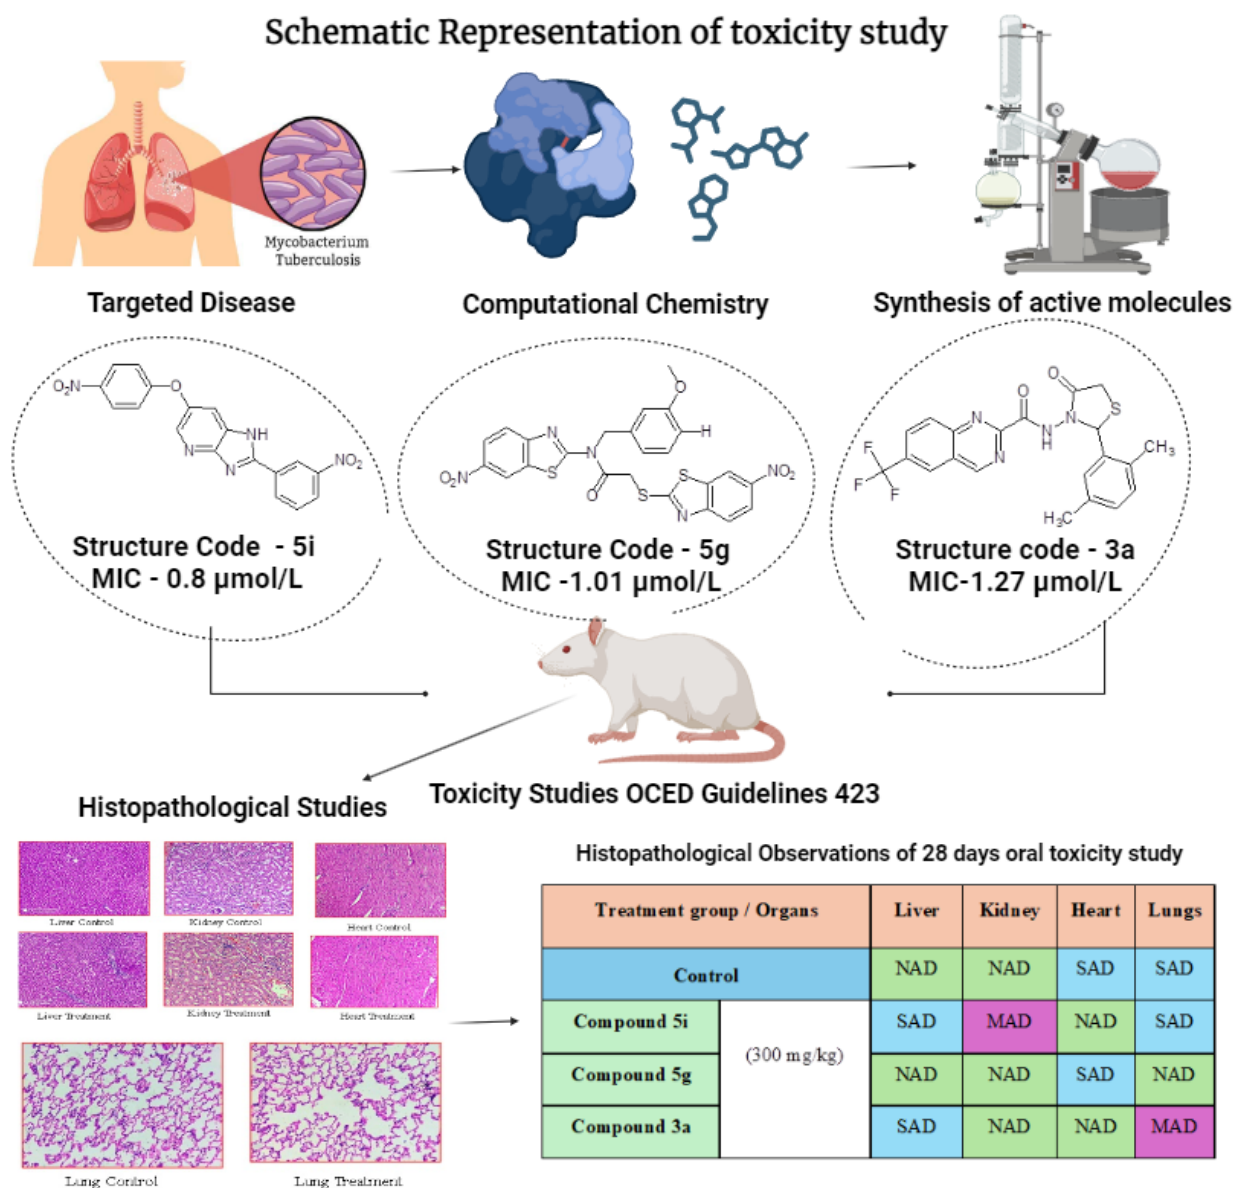 Schematic Representation of toxicity study
Mycobacterium
Tuberculosis
Targeted Disease
Computational Chemistry
Synthesis of active molecules
O₂N
O
N
N
NH
NO₂
Structure Code - 5i
MIC - 0.8 µmol/L
O
H
N
N
O₂N
S
O
S
S
N
NO₂
Structure Code - 5g
MIC -1.01 µmol/L
O
O
S
N
N
N
H
N
F
F
F
CH₃
H₃C
Structure code - 3a
MIC-1.27 µmol/L
Toxicity Studies OCED Guidelines 423
Histopathological Studies
Liver Control
Kidney Control
Heart Control
Liver Treatment
Kidney Treatment
Heart Treatment
Lung Control
Lung Treatment
Histopathological Observations of 28 days oral toxicity study
Treatment group / Organs Liver Kidney Heart Lungs
Control NAD NAD SAD SAD
Compound 5i (300 mg/kg) SAD MAD NAD SAD
Compound 5g NAD NAD SAD NAD
Compound 3a SAD NAD NAD MAD